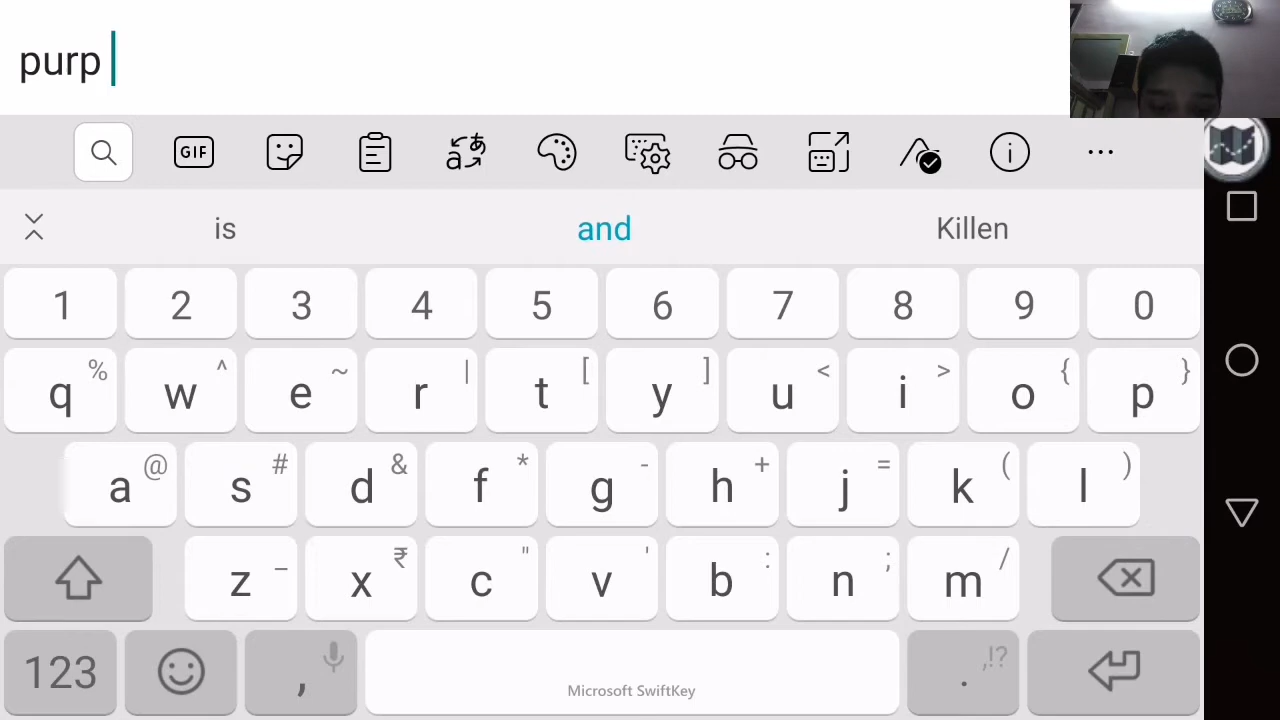 purp
GIF
is and Killen
1 2 3 4 5 6 7 8 9 0
q % w ^ e ~ r | t [ y ] u < i > o { p }
a @ s # d & f * g - h + j = k ( l )
z _ x ₹ c " v ' b : n ; m /
123 , Microsoft SwiftKey . ,!?